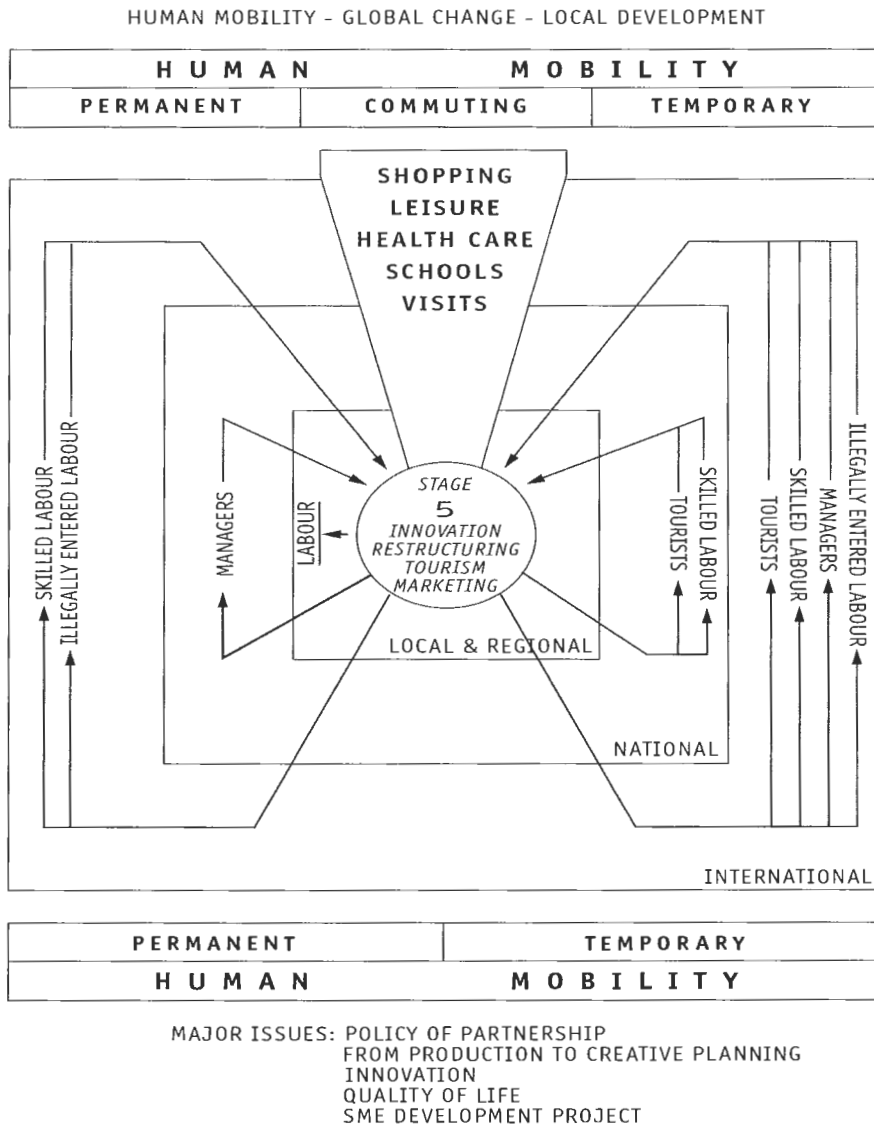 HUMAN MOBILITY - GLOBAL CHANGE - LOCAL DEVELOPMENT
HUMAN MOBILITY
PERMANENT COMMUTING TEMPORARY
SHOPPING
LEISURE
HEALTH CARE
SCHOOLS
VISITS
SKILLED LABOUR
ILLEGALLY ENTERED LABOUR
MANAGERS
LABOUR
STAGE
5
INNOVATION
RESTRUCTURING
TOURISM
MARKETING
TOURISTS
SKILLED LABOUR
TOURISTS
SKILLED LABOUR
MANAGERS
ILLEGALLY ENTERED LABOUR
LOCAL & REGIONAL
NATIONAL
INTERNATIONAL
PERMANENT TEMPORARY
HUMAN MOBILITY
MAJOR ISSUES: POLICY OF PARTNERSHIP
FROM PRODUCTION TO CREATIVE PLANNING
INNOVATION
QUALITY OF LIFE
SME DEVELOPMENT PROJECT